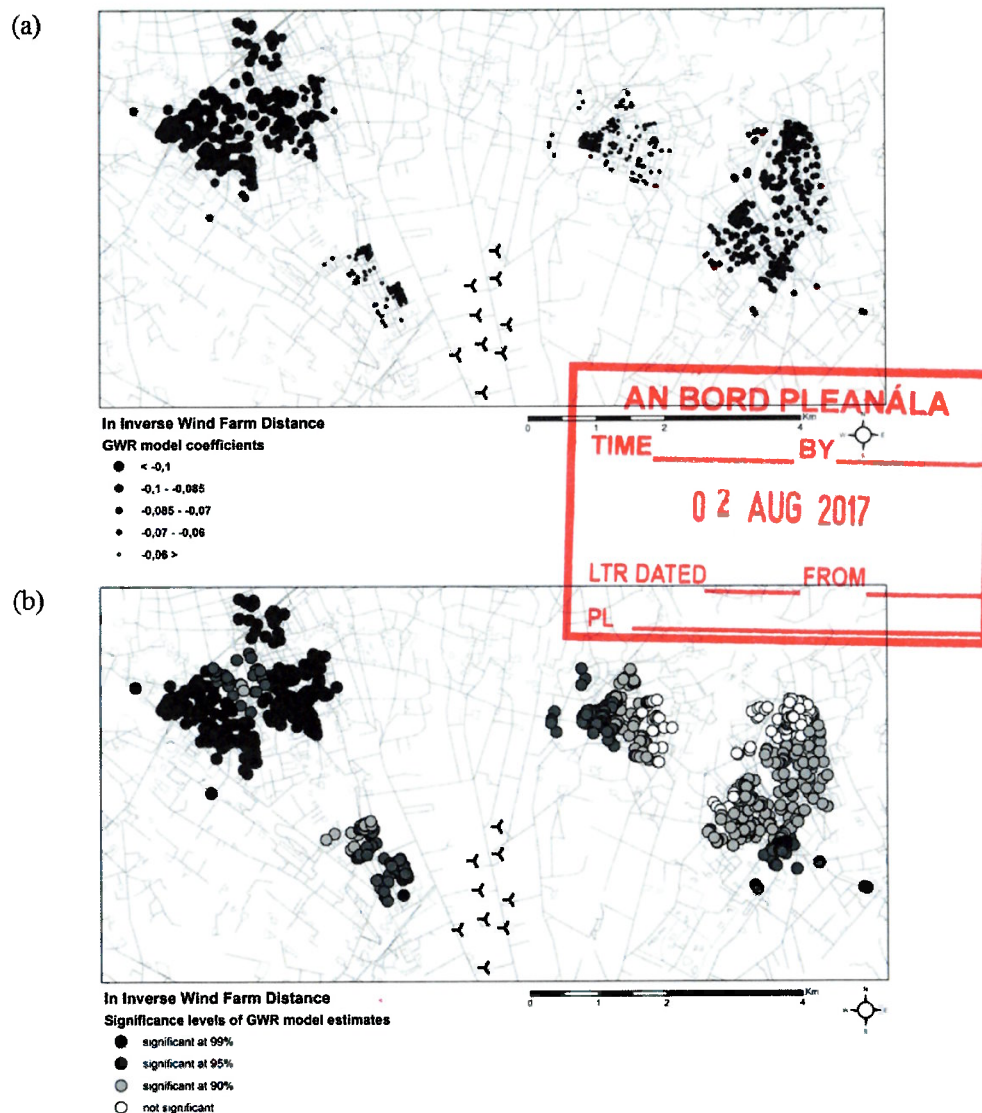 (a)
In Inverse Wind Farm Distance
GWR model coefficients
< -0,1
-0,1 - -0,085
-0,085 - -0,07
-0,07 - -0,06
-0,06 >
0 1 2 4
Km
N
W E
S
AN BORD PLEANÁLA
TIME BY
02 AUG 2017
LTR DATED FROM
PL
(b)
In Inverse Wind Farm Distance
Significance levels of GWR model estimates
significant at 99%
significant at 95%
significant at 90%
not significant
0 1 2 4
Km
N
W E
S